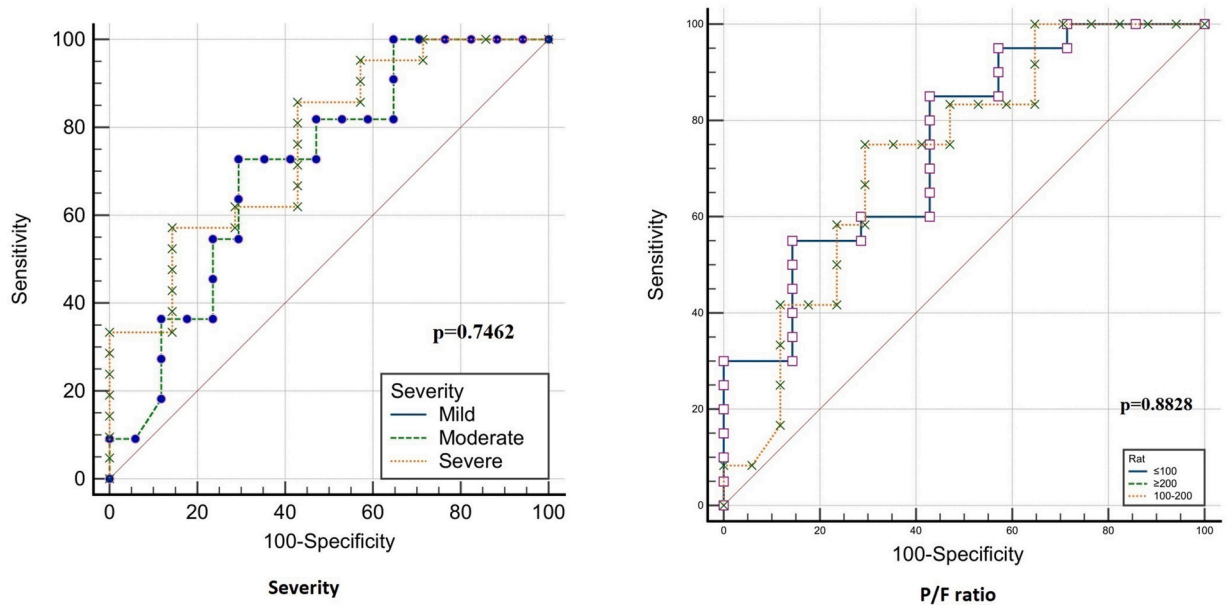 100
80
60
40
20
0
Sensitivity
p=0.7462
Severity
Mild
Moderate
Severe
0 20 40 60 80 100
100-Specificity
Severity
100
80
60
40
20
0
Sensitivity
p=0.8828
Rat
≤100
≥200
100-200
0 20 40 60 80 100
100-Specificity
P/F ratio